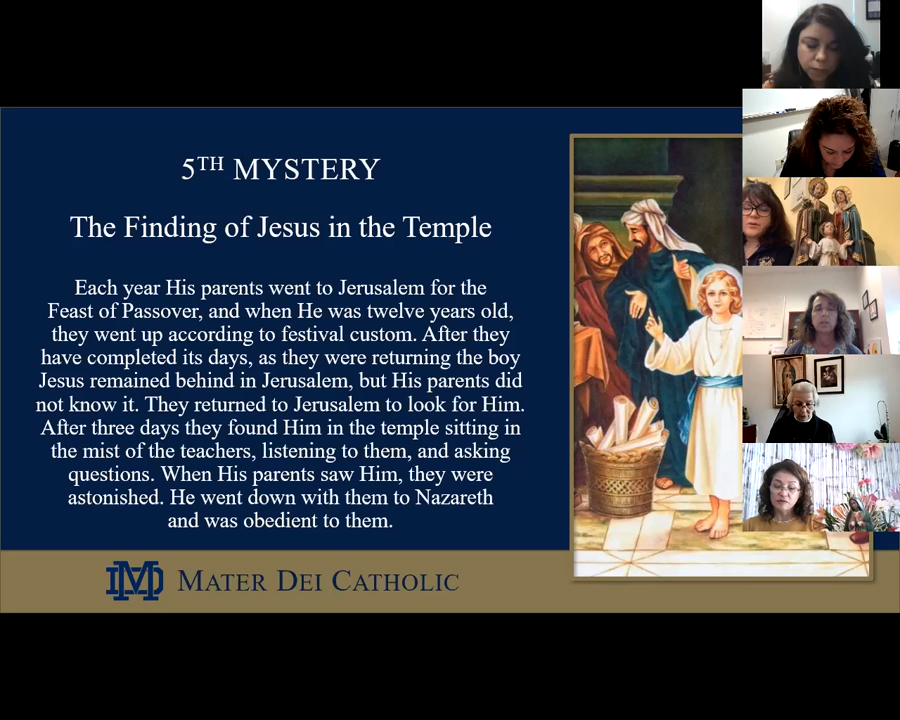 5TH MYSTERY
The Finding of Jesus in the Temple
Each year His parents went to Jerusalem for the
Feast of Passover, and when He was twelve years old,
they went up according to festival custom. After they
have completed its days, as they were returning the boy
Jesus remained behind in Jerusalem, but His parents did
not know it. They returned to Jerusalem to look for Him.
After three days they found Him in the temple sitting in
the mist of the teachers, listening to them, and asking
questions. When His parents saw Him, they were
astonished. He went down with them to Nazareth
and was obedient to them.
MD MATER DEI CATHOLIC